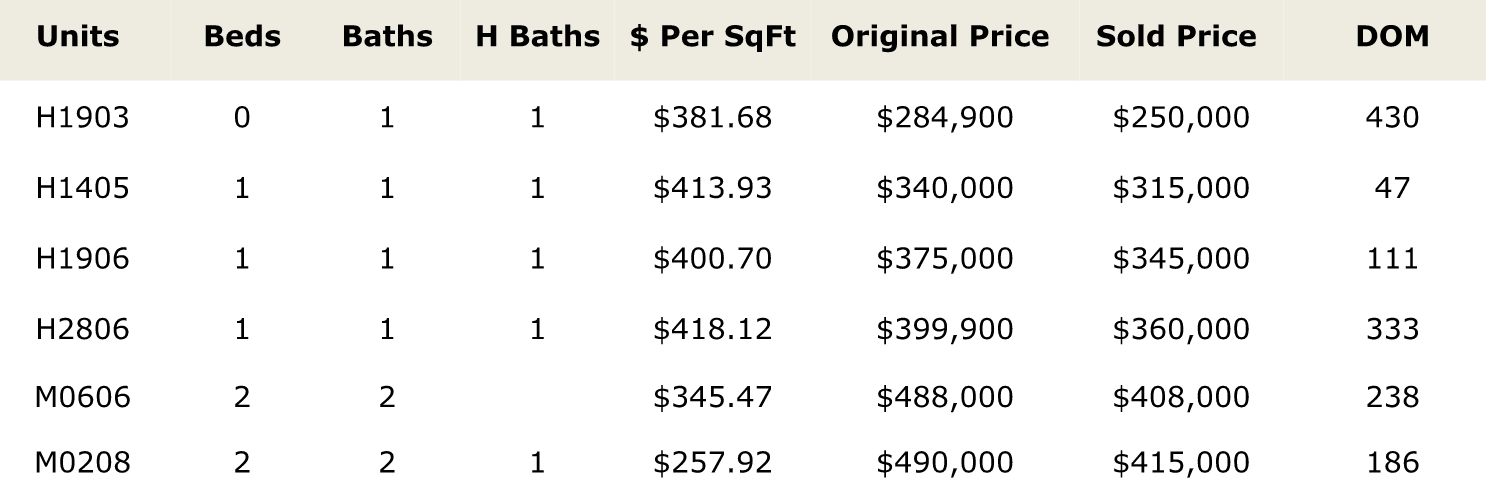 Units Beds Baths H Baths $ Per SqFt Original Price Sold Price DOM
H1903 0 1 1 $381.68 $284,900 $250,000 430
H1405 1 1 1 $413.93 $340,000 $315,000 47
H1906 1 1 1 $400.70 $375,000 $345,000 111
H2806 1 1 1 $418.12 $399,900 $360,000 333
M0606 2 2 $345.47 $488,000 $408,000 238
M0208 2 2 1 $257.92 $490,000 $415,000 186